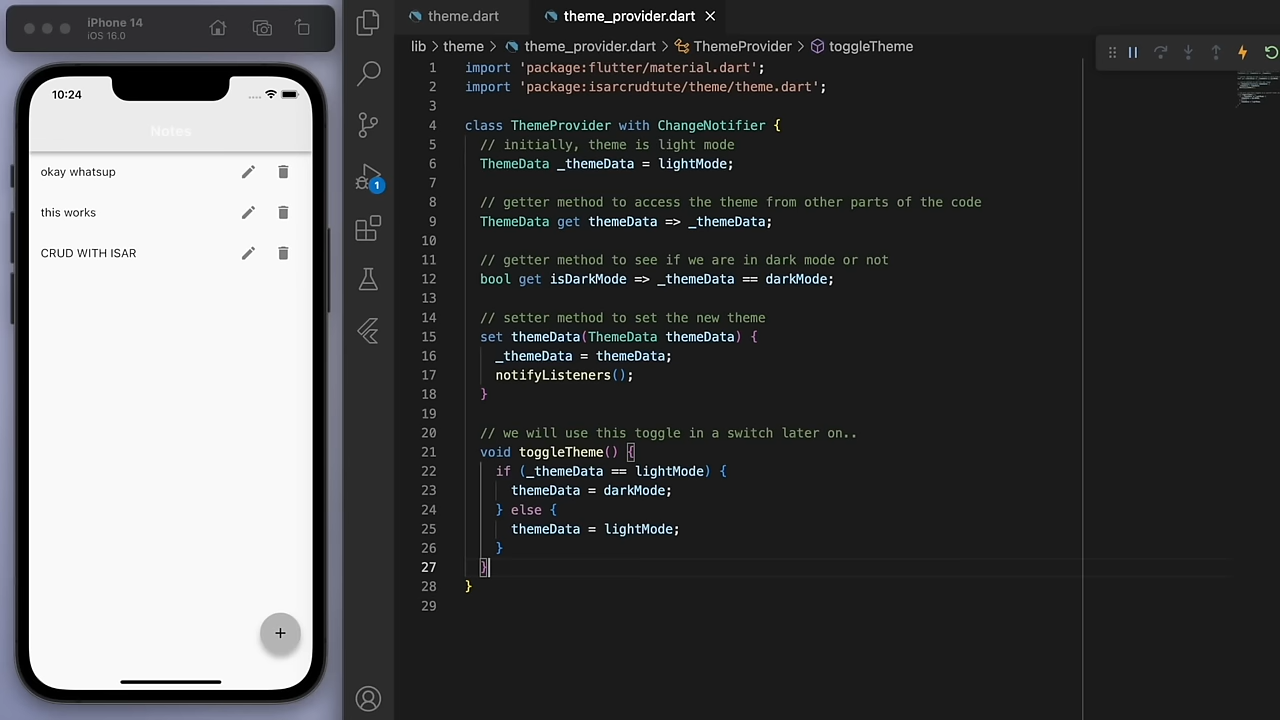 iPhone 14
iOS 16.0
10:24
Notes
okay whatsup
this works
CRUD WITH ISAR
+
1
theme.dart
theme_provider.dart
lib > theme > theme_provider.dart > ThemeProvider > toggleTheme
1 import 'package:flutter/material.dart';
2 import 'package:isarcrudtute/theme/theme.dart';
3
4 class ThemeProvider with ChangeNotifier {
5 // initially, theme is light mode
6 ThemeData _themeData = lightMode;
7
8 // getter method to access the theme from other parts of the code
9 ThemeData get themeData => _themeData;
10
11 // getter method to see if we are in dark mode or not
12 bool get isDarkMode => _themeData == darkMode;
13
14 // setter method to set the new theme
15 set themeData(ThemeData themeData) {
16 _themeData = themeData;
17 notifyListeners();
18 }
19
20 // we will use this toggle in a switch later on..
21 void toggleTheme() {
22 if (_themeData == lightMode) {
23 themeData = darkMode;
24 } else {
25 themeData = lightMode;
26 }
27 }
28 }
29